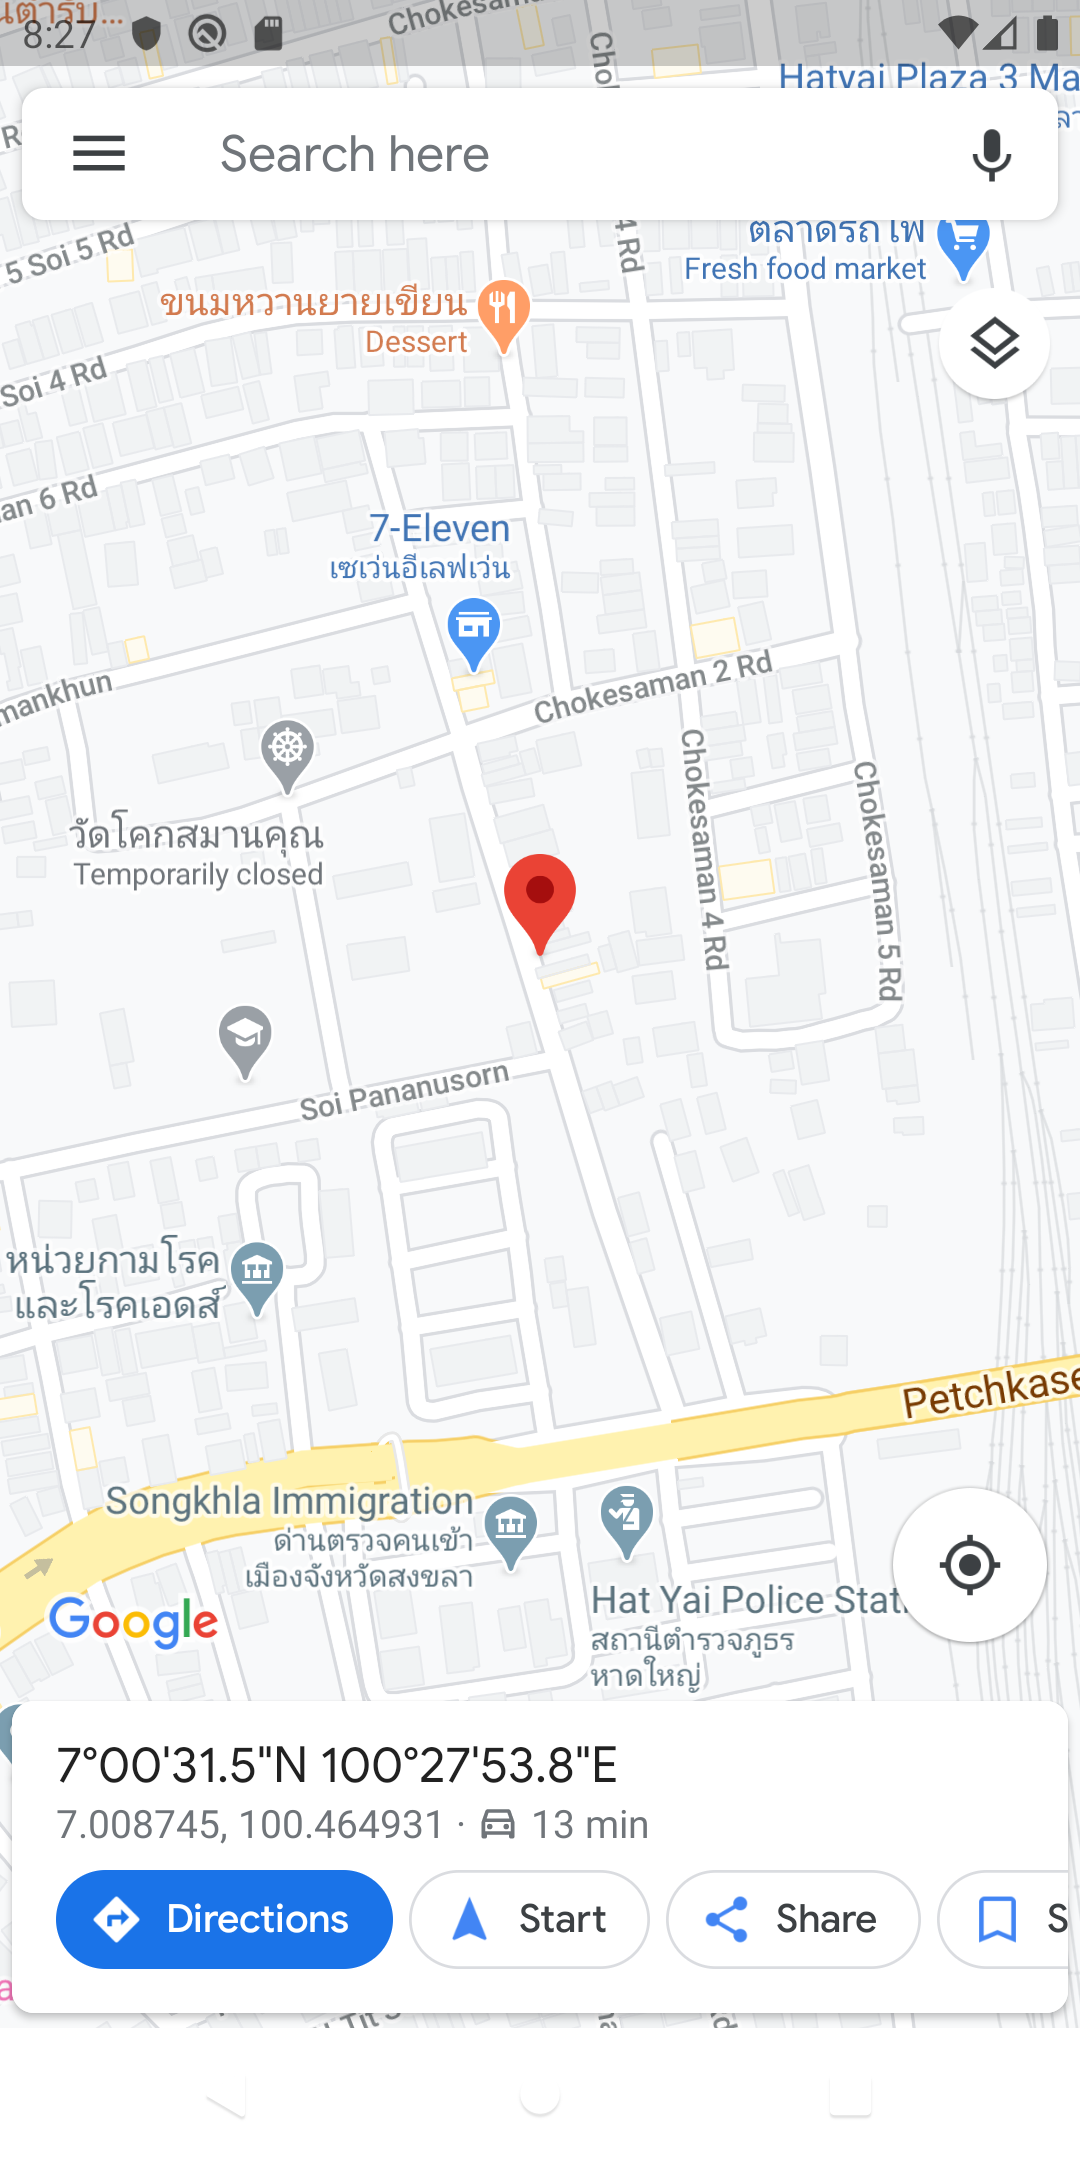 8:27
Chokesaman
Hatyai Plaza 3 Ma
Search here
5 Soi 5 Rd
4 Rd
ตลาดรถไฟ
Fresh food market
ขนมหวานยายเขียน
Dessert
Soi 4 Rd
an 6 Rd
7-Eleven
เซเว่นอีเลฟเว่น
mankhun
Chokesaman 2 Rd
Chokesaman 4 Rd
Chokesaman 5 Rd
วัดโคกสมานคุณ
Temporarily closed
Soi Pananusorn
หน่วยกามโรค
และโรคเอดส์
Petchkase
Songkhla Immigration
ด่านตรวจคนเข้า
เมืองจังหวัดสงขลา
Hat Yai Police Stati
สถานีตำรวจภูธร
หาดใหญ่
Google
7°00'31.5"N 100°27'53.8"E
7.008745, 100.464931 · 13 min
Directions
Start
Share
S